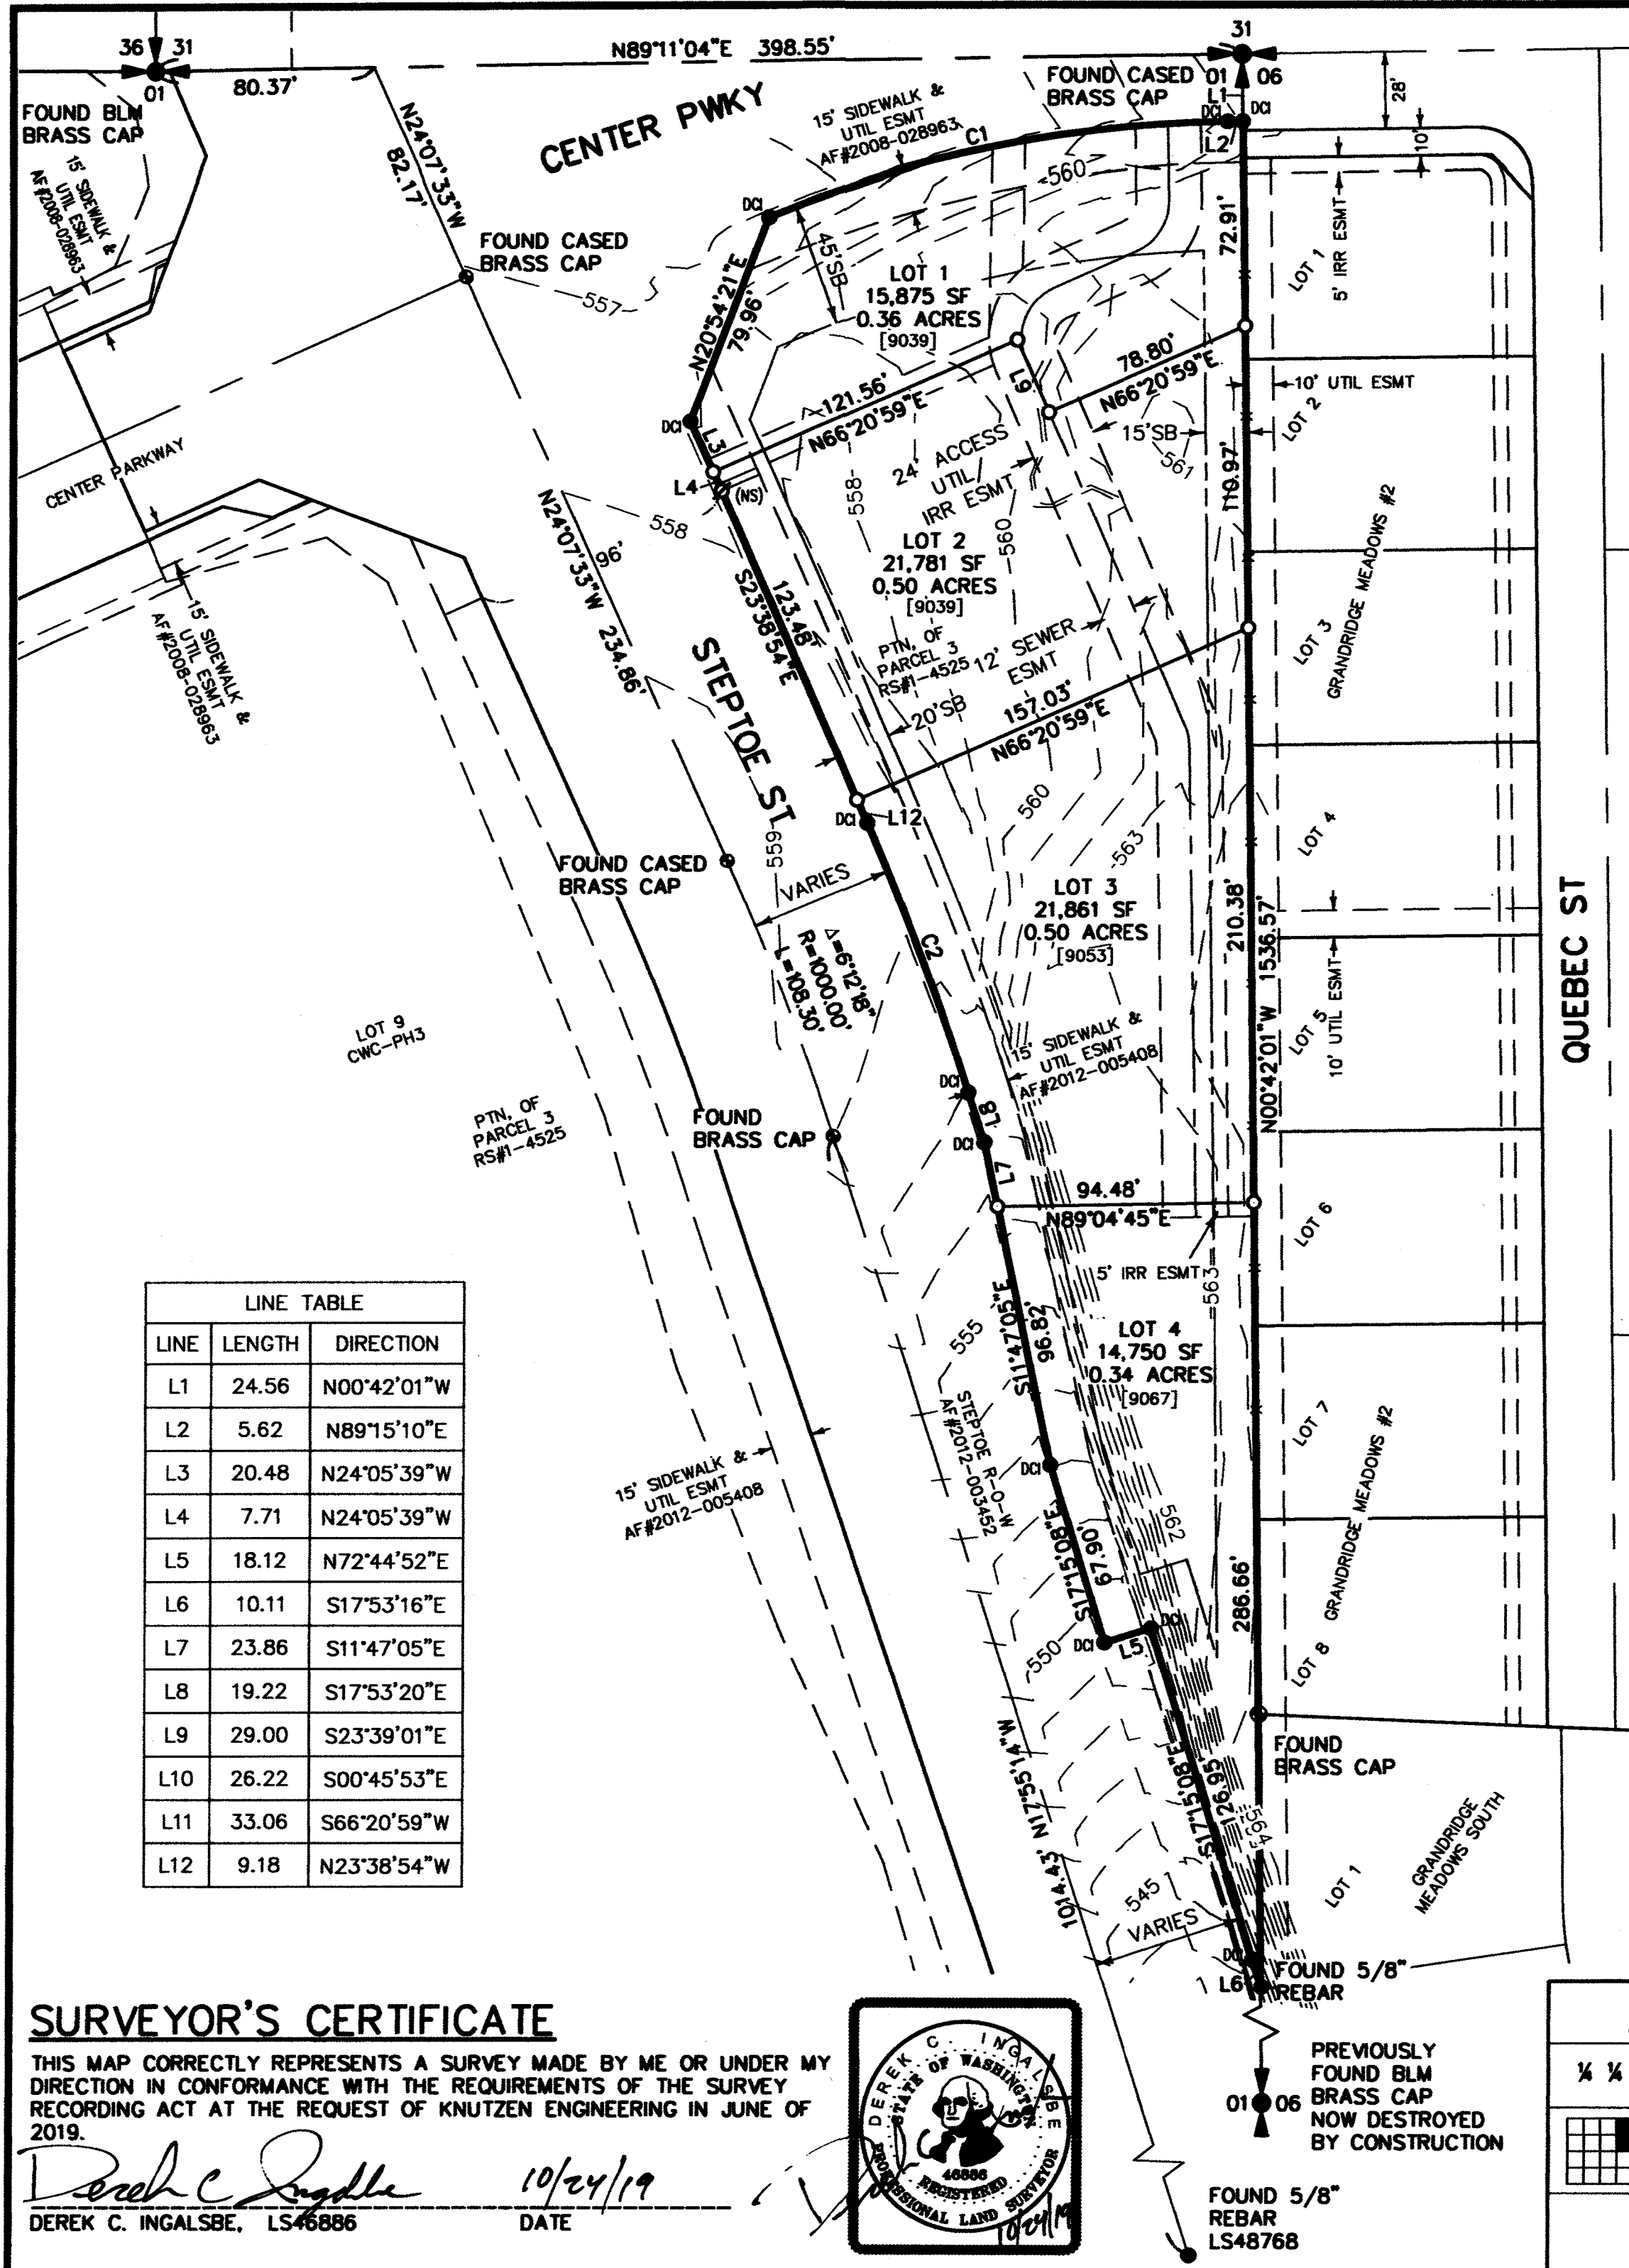 36 31
01
80.37'
N89°11'04"E 398.55'
31
01 06
FOUND BLM
BRASS CAP
FOUND CASED
BRASS CAP
L1
DCI
DCI
L2
28'
10'
CENTER PWKY
15' SIDEWALK &
UTIL ESMT
AF#2008-028963
C1
N24°07'33"W
82.17'
15' SIDEWALK &
UTIL ESMT
AF#2008-028963
560
DCI
FOUND CASED
BRASS CAP
557
45'SB
N20°54'21"E
79.96'
LOT 1
15,875 SF
0.36 ACRES
[9039]
72.91'
LOT 1
5' IRR ESMT
L9
78.80'
N66°20'59"E
121.56'
N66°20'59"E
10' UTIL ESMT
LOT 2
DCI
L3
L4
(NS)
15'SB
561
24' ACCESS
UTIL/
IRR ESMT
558
560
110.97'
CENTER PARKWAY
558
N24°07'33"W 234.86'
96'
123.48'
S23°38'54"E
LOT 2
21,781 SF
0.50 ACRES
[9039]
GRANDRIDGE MEADOWS #2
15' SIDEWALK &
UTIL ESMT
AF#2008-028963
PTN, OF
PARCEL 3
RS#1-4525
12' SEWER
ESMT
LOT 3
STEPTOE ST
20'SB
157.03'
N66°20'59"E
DCI
L12
560
563
LOT 4
559
FOUND CASED
BRASS CAP
VARIES
LOT 3
21,861 SF
0.50 ACRES
[9053]
210.38'
N00°42'01"W 1536.57'
QUEBEC ST
C2
Δ=6°12'18"
R=1000.00'
L=108.30'
LOT 5
10' UTIL ESMT
LOT 9
CWC-PH3
15' SIDEWALK &
UTIL ESMT
AF#2012-005408
PTN, OF
PARCEL 3
RS#1-4525
FOUND
BRASS CAP
DCI
L8
DCI
L7
94.48'
N89°04'45"E
LOT 6
5' IRR ESMT
563
S11°47'05"E
96.82'
555
LOT 4
14,750 SF
0.34 ACRES
[9067]
LINE TABLE
LINE LENGTH DIRECTION
L1 24.56 N00°42'01"W
L2 5.62 N89°15'10"E
L3 20.48 N24°05'39"W
L4 7.71 N24°05'39"W
L5 18.12 N72°44'52"E
L6 10.11 S17°53'16"E
L7 23.86 S11°47'05"E
L8 19.22 S17°53'20"E
L9 29.00 S23°39'01"E
L10 26.22 S00°45'53"E
L11 33.06 S66°20'59"W
L12 9.18 N23°38'54"W
STEPTOE R-O-W
AF#2012-003452
LOT 7
GRANDRIDGE MEADOWS #2
15' SIDEWALK &
UTIL ESMT
AF#2012-005408
DCI
S17°15'08"E
67.90'
562
286.66'
DCI
DCI
L5
550
LOT 8
1014.43' N17°55'14"W
S17°15'08"E
126.95'
564
FOUND
BRASS CAP
GRANDRIDGE
MEADOWS SOUTH
LOT 1
545
VARIES
DCI
L6
FOUND 5/8"
REBAR
SURVEYOR'S CERTIFICATE
THIS MAP CORRECTLY REPRESENTS A SURVEY MADE BY ME OR UNDER MY
DIRECTION IN CONFORMANCE WITH THE REQUIREMENTS OF THE SURVEY
RECORDING ACT AT THE REQUEST OF KNUTZEN ENGINEERING IN JUNE OF
2019.
Derek C Ingalsbe 10/24/19
DEREK C. INGALSBE, LS46886 DATE
DEREK C. INGALSBE
STATE OF WASHINGTON
46886
REGISTERED
PROFESSIONAL LAND SURVEYOR
10/24/19
01 06
PREVIOUSLY
FOUND BLM
BRASS CAP
NOW DESTROYED
BY CONSTRUCTION
FOUND 5/8"
REBAR
LS48768
¼ ¼